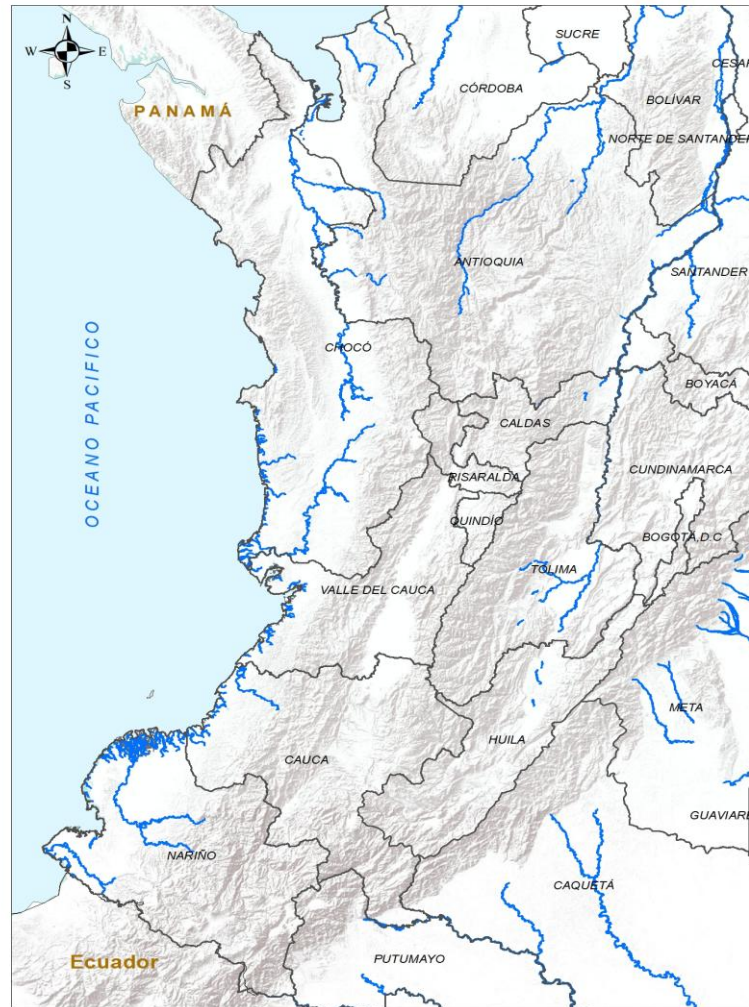 N
W E
S
SUCRE
CESAR
CÓRDOBA
BOLÍVAR
PANAMÁ
NORTE DE SANTANDER
ANTIOQUIA
SANTANDER
OCEANO PACIFICO
CHOCÓ
BOYACÁ
CALDAS
CUNDINAMARCA
RISARALDA
QUINDÍO
BOGOTÁ,D.C
TOLIMA
VALLE DEL CAUCA
META
HUILA
CAUCA
GUAVIARE
NARIÑO
CAQUETÁ
Ecuador
PUTUMAYO